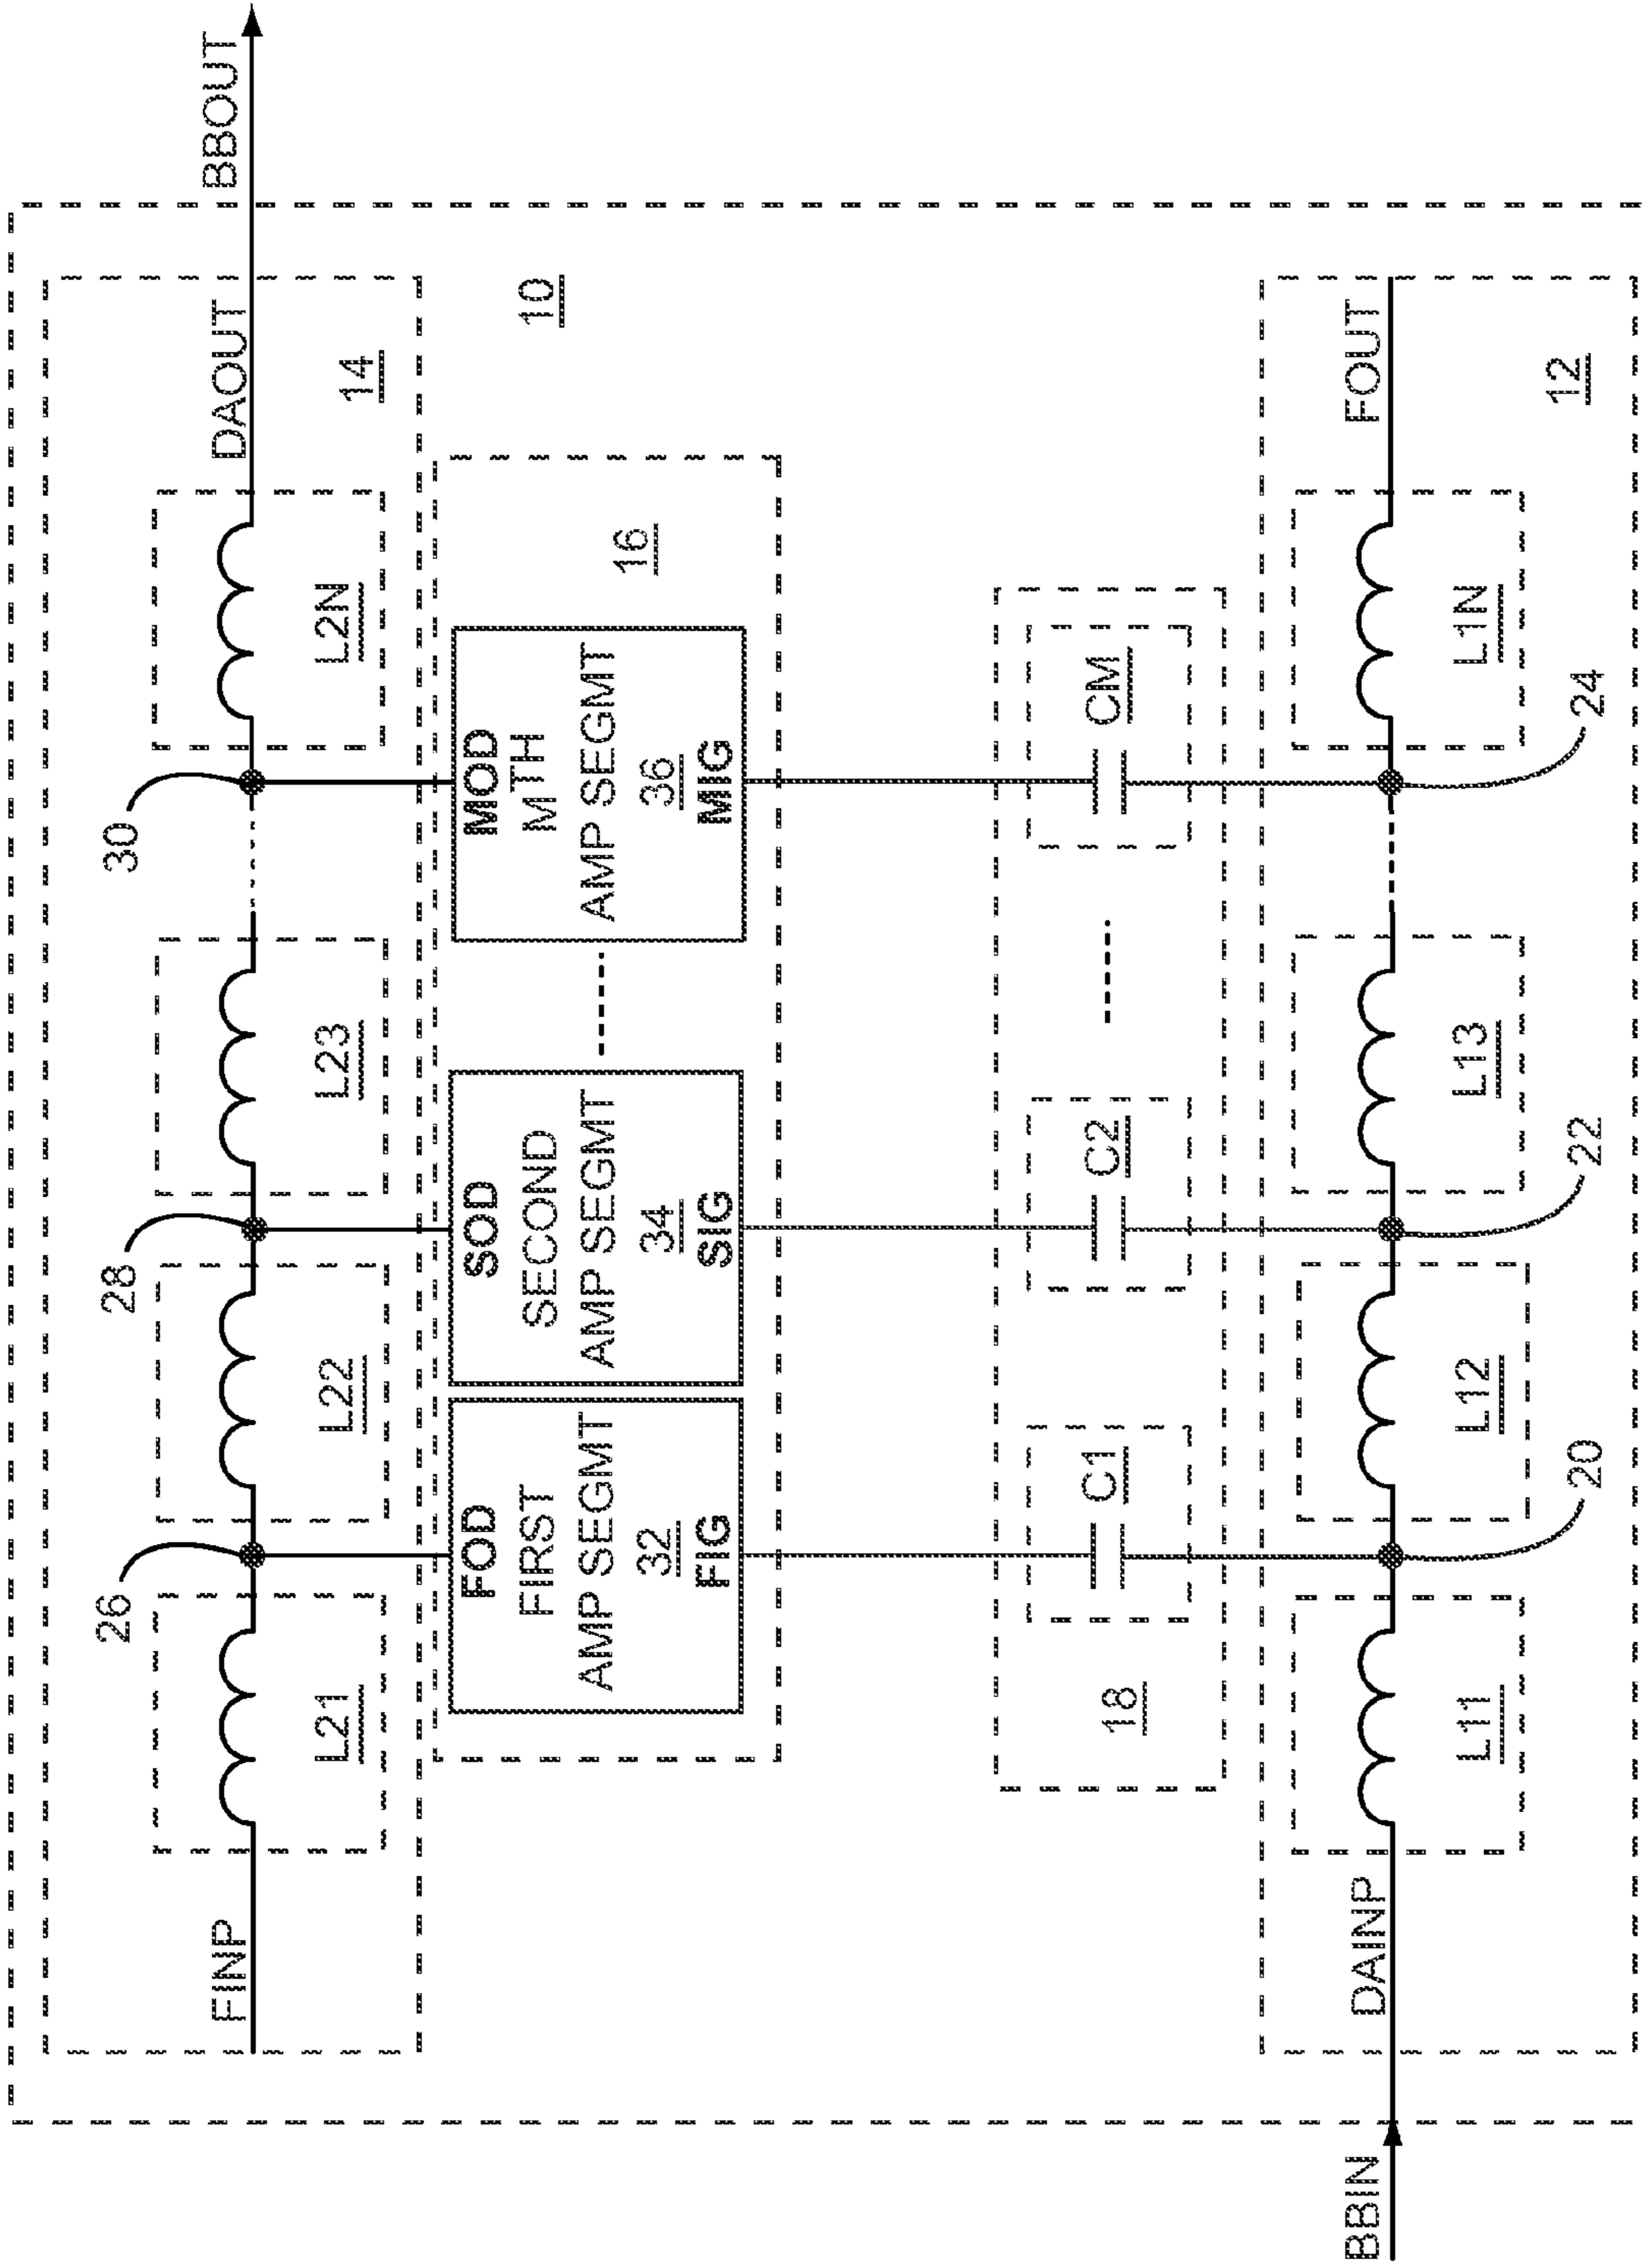 BBOUT
DAOUT
FINP
14
10
30
28
26
L21
L22
L23
L2N
16
FOD
FIRST
AMP SEGMT
32
FIG
SOD
SECOND
AMP SEGMT
34
SIG
MOD
MTH
AMP SEGMT
36
MIG
18
C1
C2
CM
BBIN
DAINP
FOUT
L11
L12
L13
L1N
12
20
22
24